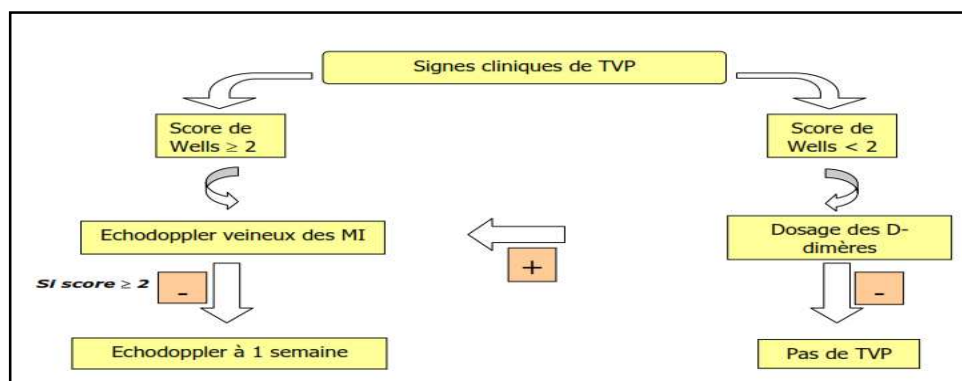 Signes cliniques de TVP
Score de
Wells ≥ 2
Score de
Wells < 2
Echodoppler veineux des MI
+
Dosage des D-
dimères
Si score ≥ 2
-
-
Echodoppler à 1 semaine
Pas de TVP